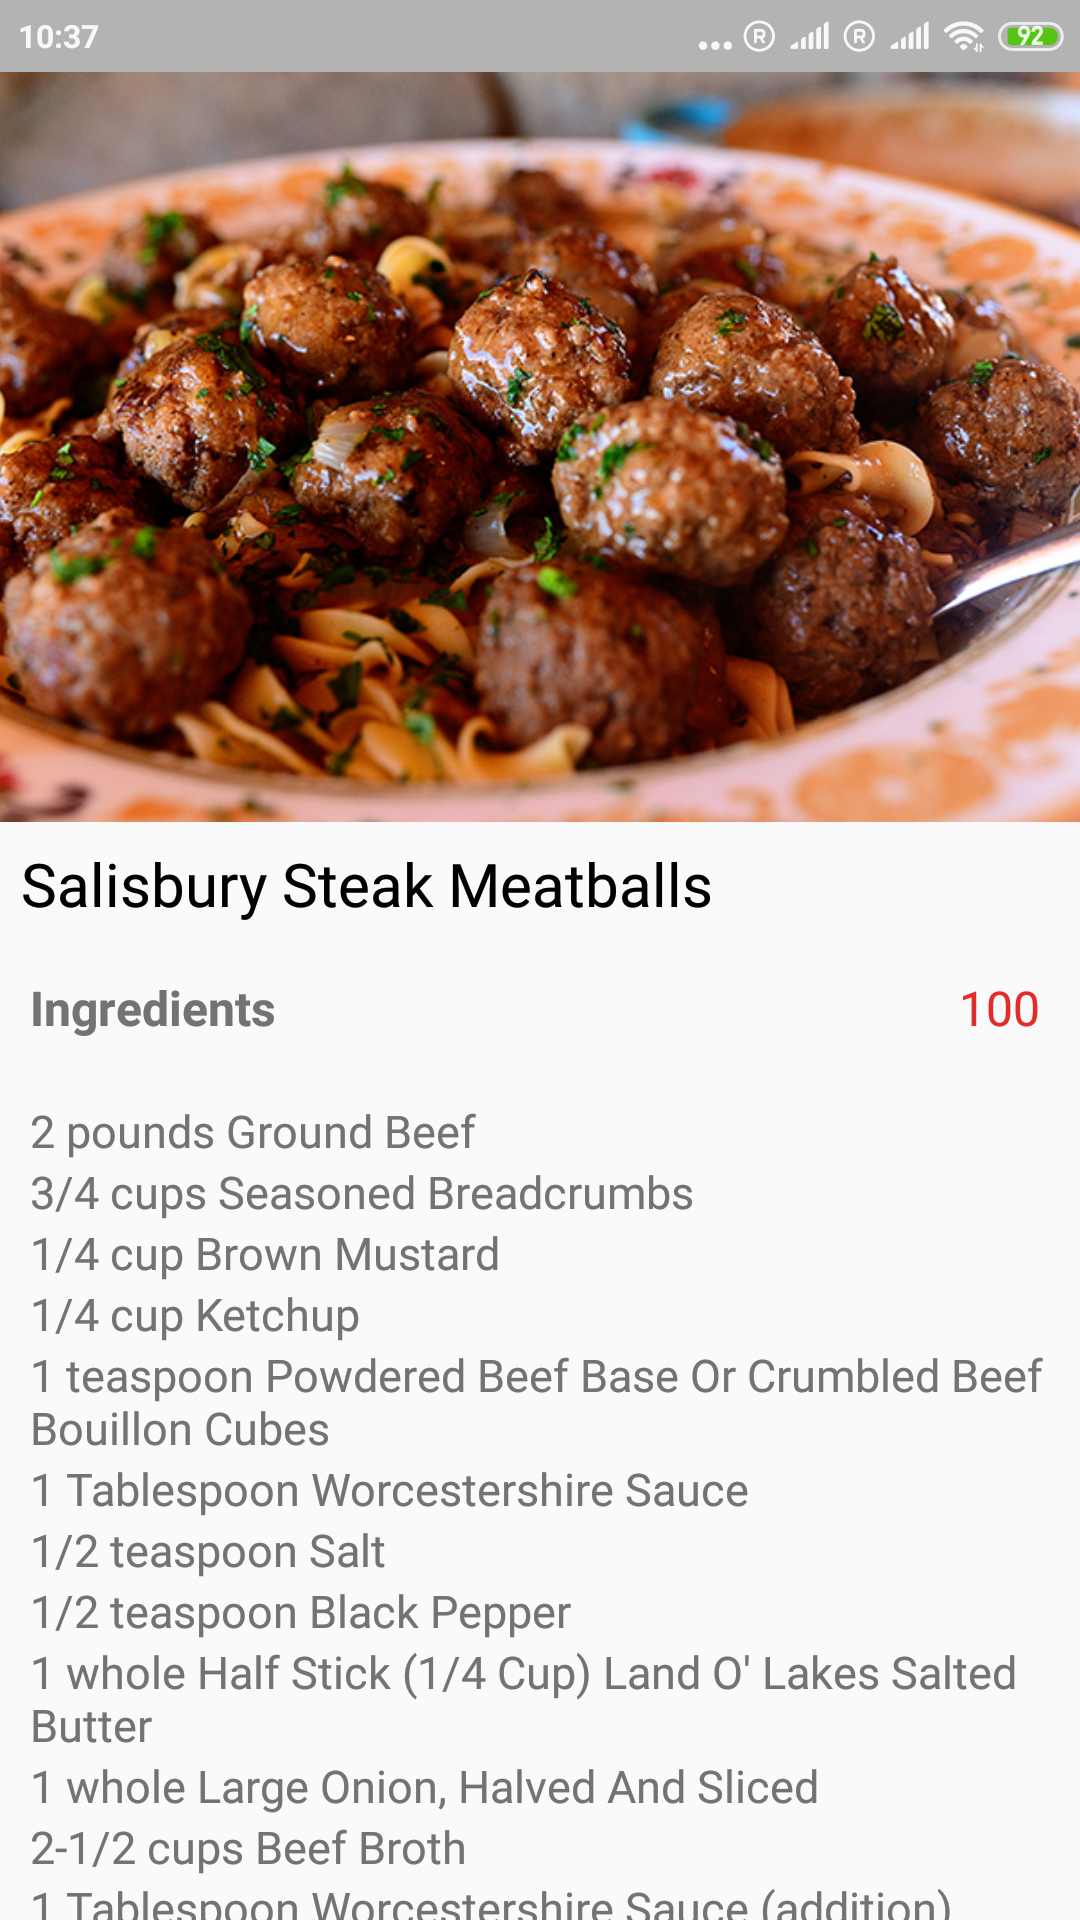 10:37
... R R 92
Salisbury Steak Meatballs
Ingredients 100
2 pounds Ground Beef
3/4 cups Seasoned Breadcrumbs
1/4 cup Brown Mustard
1/4 cup Ketchup
1 teaspoon Powdered Beef Base Or Crumbled Beef
Bouillon Cubes
1 Tablespoon Worcestershire Sauce
1/2 teaspoon Salt
1/2 teaspoon Black Pepper
1 whole Half Stick (1/4 Cup) Land O' Lakes Salted
Butter
1 whole Large Onion, Halved And Sliced
2-1/2 cups Beef Broth
1 Tablespoon Worcestershire Sauce (addition)